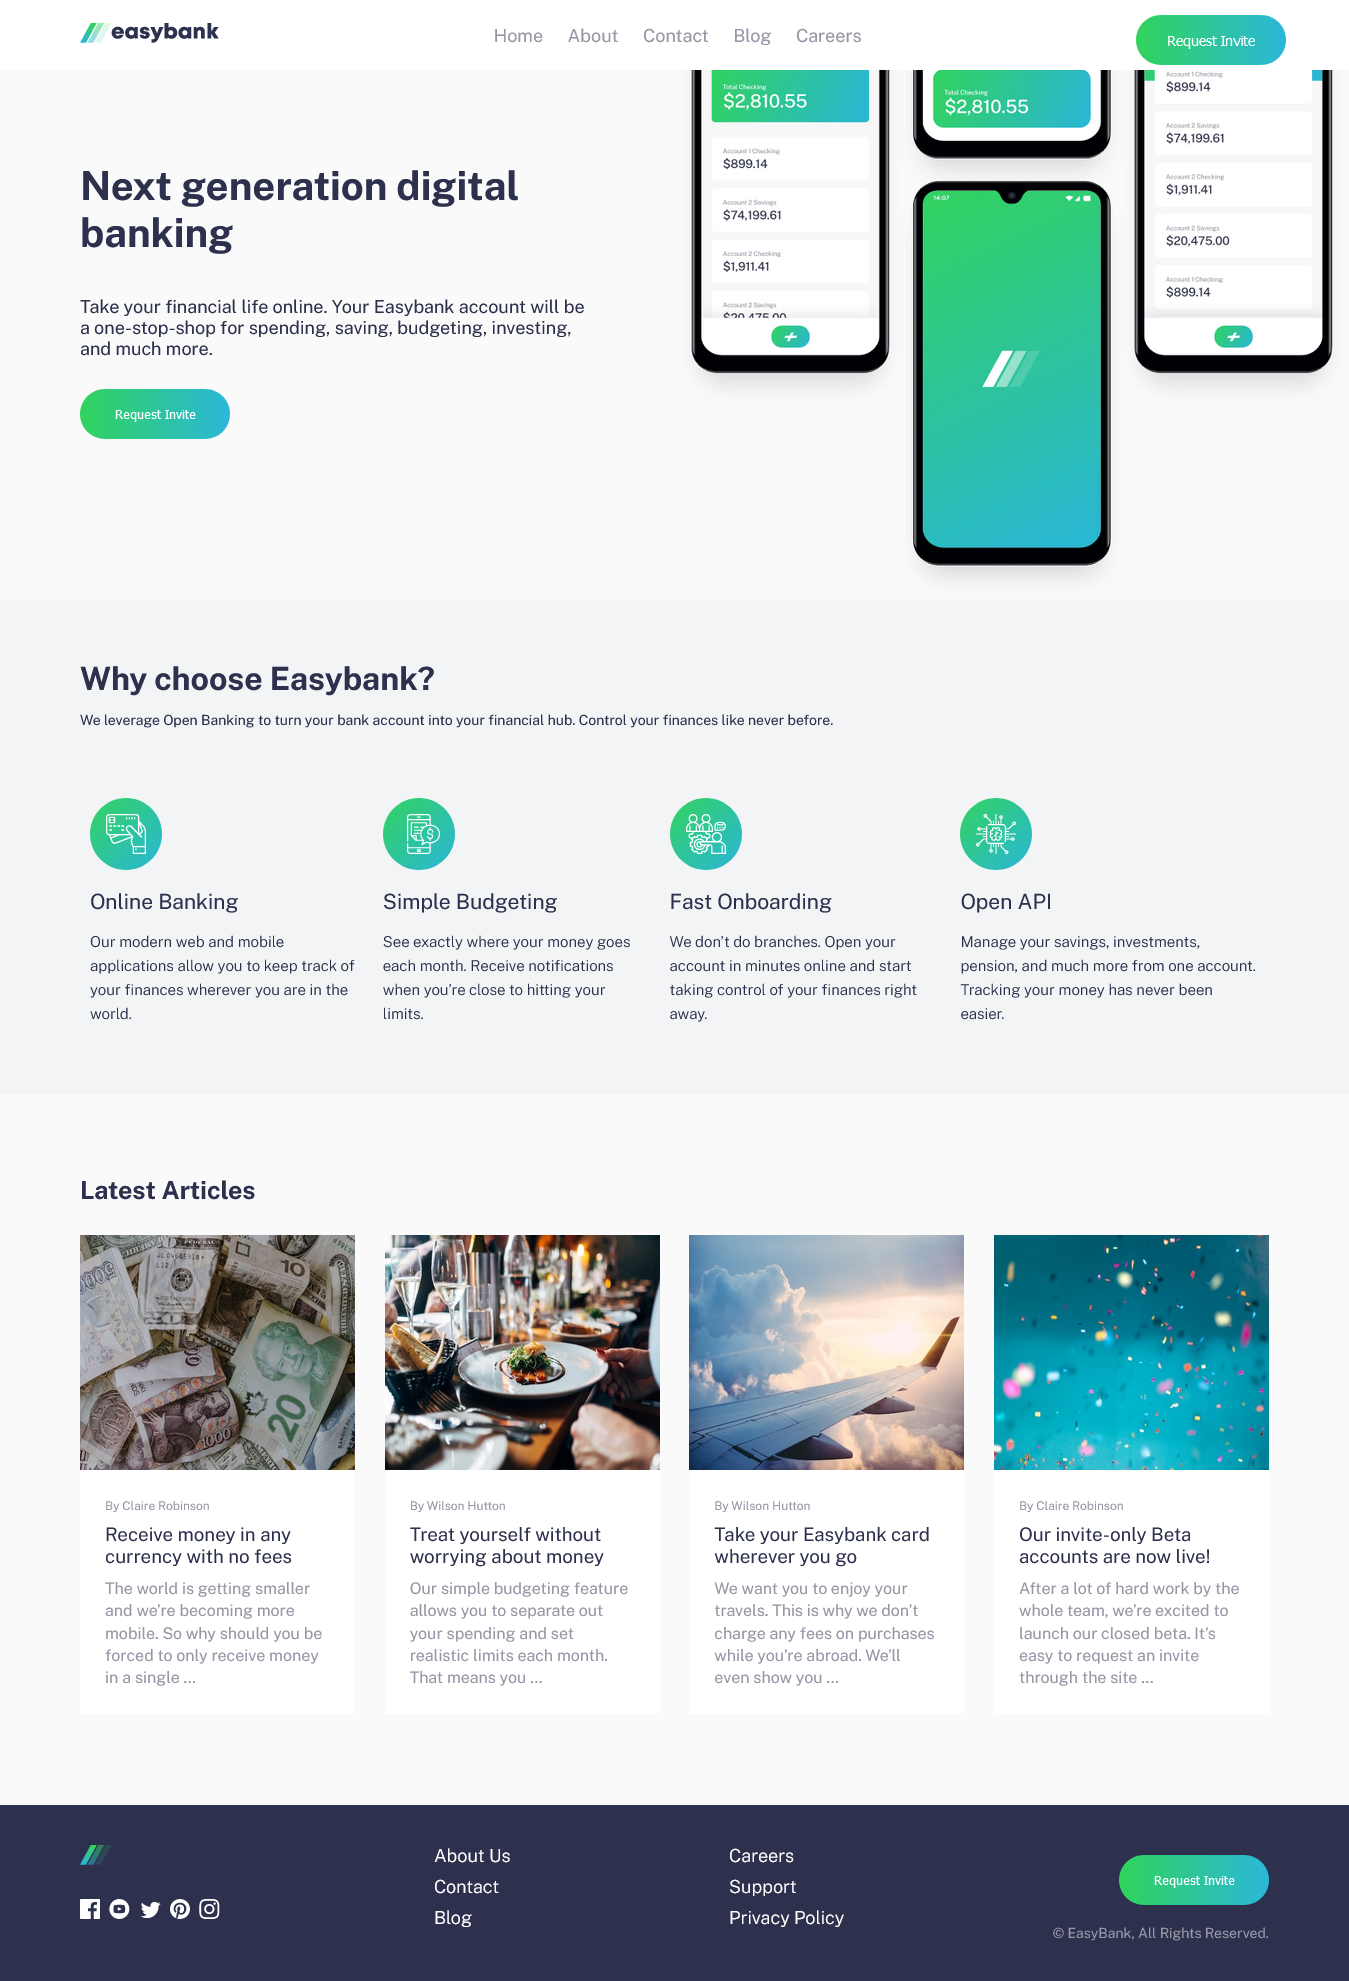 easybank
Home About Contact Blog Careers
Request Invite
Next generation digital
banking
Take your financial life online. Your Easybank account will be
a one-stop-shop for spending, saving, budgeting, investing,
and much more.
Request Invite
Total Checking
$2,810.55
Account 1 Checking
$899.14
Account 2 Savings
$74,199.61
Account 2 Checking
$1,911.41
Account 2 Savings
$20,475.00
Total Checking
$2,810.55
14:07
Account 1 Checking
$899.14
Account 2 Savings
$74,199.61
Account 2 Checking
$1,911.41
Account 2 Savings
$20,475.00
Account 1 Checking
$899.14
Why choose Easybank?
We leverage Open Banking to turn your bank account into your financial hub. Control your finances like never before.
Online Banking
Our modern web and mobile
applications allow you to keep track of
your finances wherever you are in the
world.
Simple Budgeting
See exactly where your money goes
each month. Receive notifications
when you’re close to hitting your
limits.
Fast Onboarding
We don’t do branches. Open your
account in minutes online and start
taking control of your finances right
away.
Open API
Manage your savings, investments,
pension, and much more from one account.
Tracking your money has never been
easier.
Latest Articles
By Claire Robinson
Receive money in any
currency with no fees
The world is getting smaller
and we’re becoming more
mobile. So why should you be
forced to only receive money
in a single ...
By Wilson Hutton
Treat yourself without
worrying about money
Our simple budgeting feature
allows you to separate out
your spending and set
realistic limits each month.
That means you ...
By Wilson Hutton
Take your Easybank card
wherever you go
We want you to enjoy your
travels. This is why we don’t
charge any fees on purchases
while you’re abroad. We’ll
even show you ...
By Claire Robinson
Our invite-only Beta
accounts are now live!
After a lot of hard work by the
whole team, we’re excited to
launch our closed beta. It’s
easy to request an invite
through the site ...
About Us
Contact
Blog
Careers
Support
Privacy Policy
Request Invite
© EasyBank, All Rights Reserved.